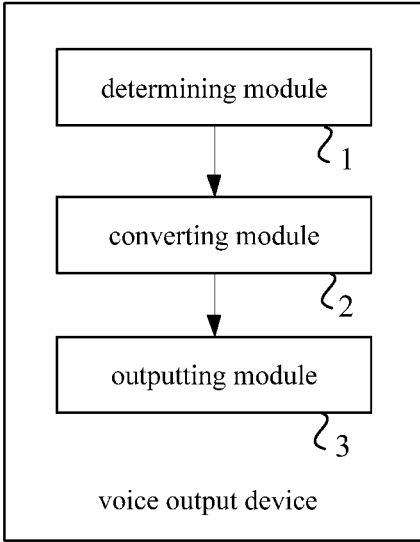 determining module
1
converting module
2
outputting module
3
voice output device